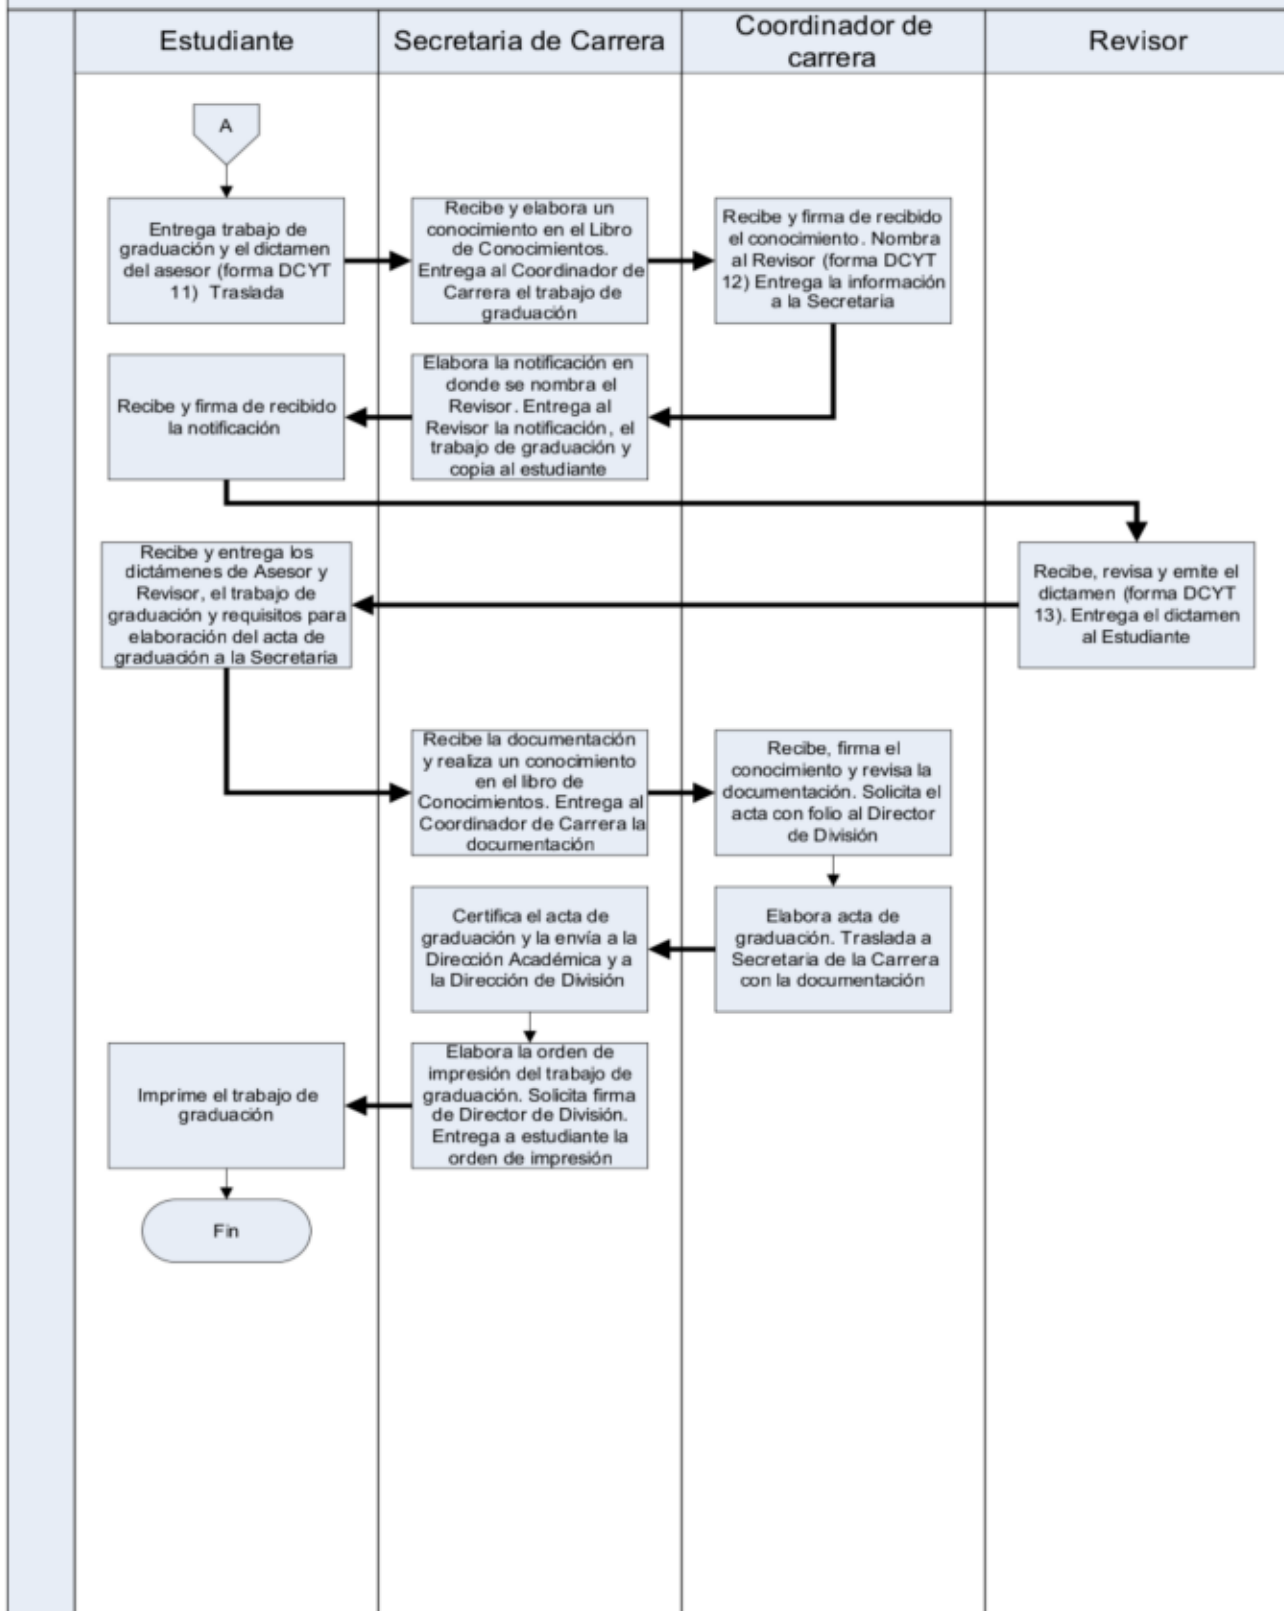 Estudiante
Secretaria de Carrera
Coordinador de
carrera
Revisor
A
Entrega trabajo de
graduación y el dictamen
del asesor (forma DCYT
11)  Traslada
Recibe y elabora un
conocimiento en el Libro
de Conocimientos.
Entrega al Coordinador de
Carrera el trabajo de
graduación
Recibe y firma de recibido
el conocimiento. Nombra
al Revisor (forma DCYT
12) Entrega la información
a la Secretaria
Recibe y firma de recibido
la notificación
Elabora la notificación en
donde se nombra el
Revisor. Entrega al
Revisor la notificación, el
trabajo de graduación y
copia al estudiante
Recibe y entrega los
dictámenes de Asesor y
Revisor, el trabajo de
graduación y requisitos para
elaboración del acta de
graduación a la Secretaria
Recibe, revisa y emite el
dictamen (forma DCYT
13). Entrega el dictamen
al Estudiante
Recibe la documentación
y realiza un conocimiento
en el libro de
Conocimientos. Entrega al
Coordinador de Carrera la
documentación
Recibe, firma el
conocimiento y revisa la
documentación. Solicita el
acta con folio al Director
de División
Certifica el acta de
graduación y la envía a la
Dirección Académica y a
la Dirección de División
Elabora acta de
graduación. Traslada a
Secretaria de la Carrera
con la documentación
Imprime el trabajo de
graduación
Elabora la orden de
impresión del trabajo de
graduación. Solicita firma
de Director de División.
Entrega a estudiante la
orden de impresión
Fin